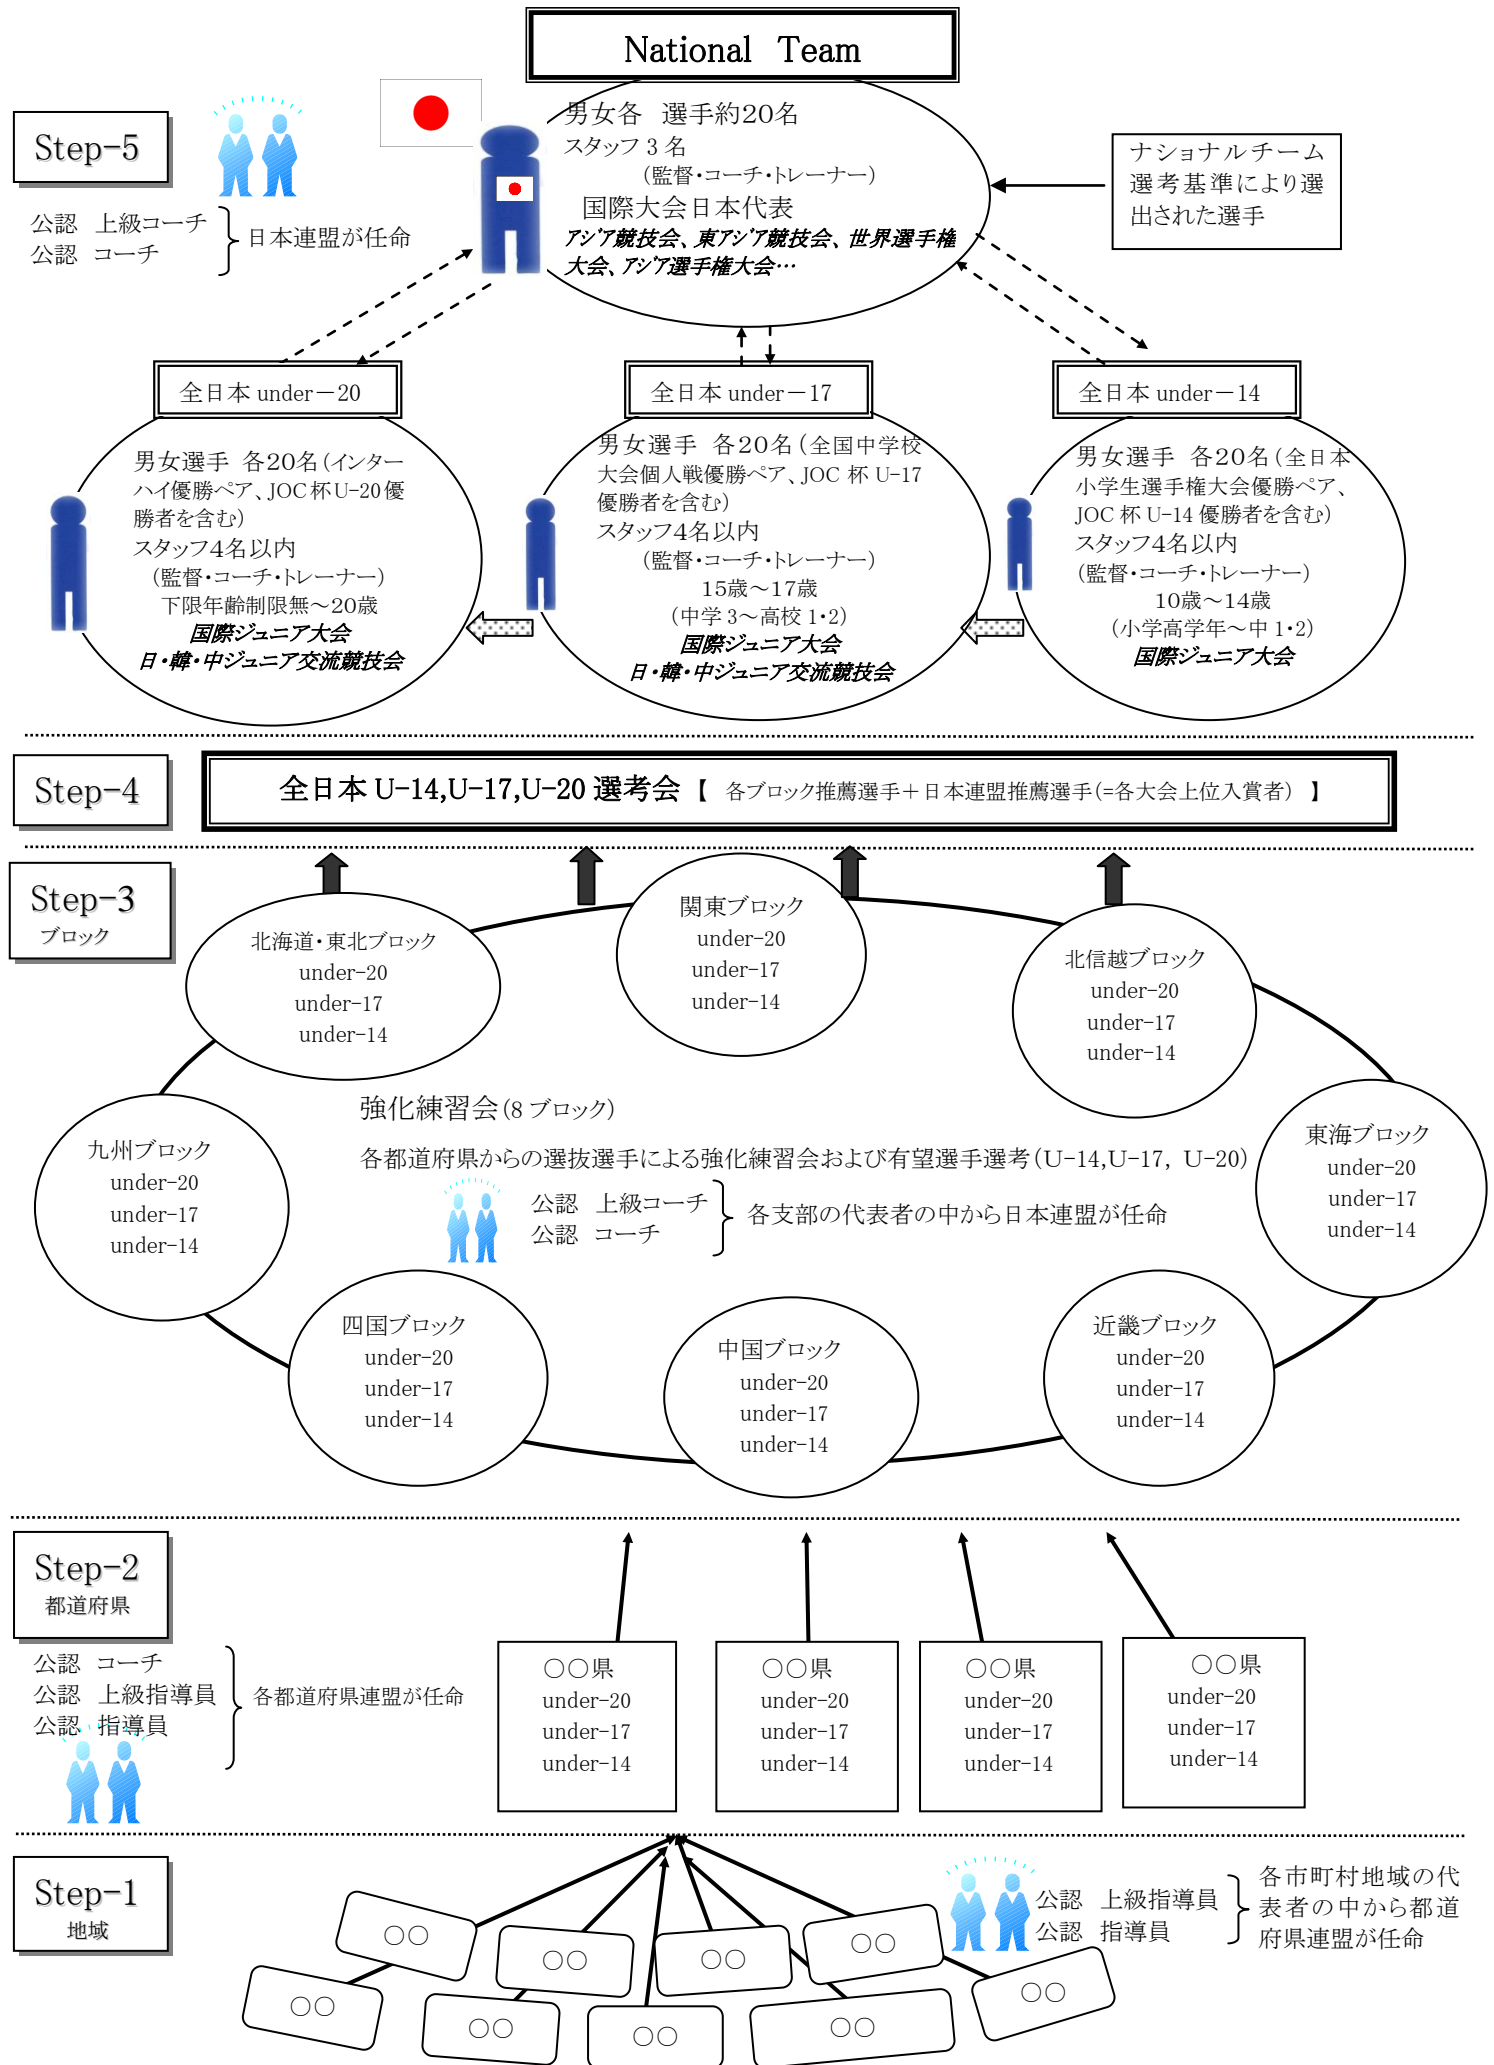 National Team
男女各 選手約20名
スタッフ 3 名
(監督・コーチ・トレーナー)
国際大会日本代表
アジア競技会、東アジア競技会、世界選手権
大会、アジア選手権大会…
Step-5
公認 上級コーチ
公認 コーチ
日本連盟が任命
ナショナルチーム
選考基準により選
出された選手
全日本 under－20
男女選手 各20名(インター
ハイ優勝ペア、JOC 杯 U-20 優
勝者を含む)
スタッフ4名以内
(監督・コーチ・トレーナー)
下限年齢制限無～20歳
国際ジュニア大会
日・韓・中ジュニア交流競技会
全日本 under－17
男女選手 各20名(全国中学校
大会個人戦優勝ペア、JOC 杯 U-17
優勝者を含む)
スタッフ4名以内
(監督・コーチ・トレーナー)
15歳～17歳
(中学 3～高校 1・2)
国際ジュニア大会
日・韓・中ジュニア交流競技会
全日本 under－14
男女選手 各20名(全日本
小学生選手権大会優勝ペア、
JOC 杯 U-14 優勝者を含む)
スタッフ4名以内
(監督・コーチ・トレーナー)
10歳～14歳
(小学高学年～中 1・2)
国際ジュニア大会
Step-4
全日本 U-14,U-17,U-20 選考会 【 各ブロック推薦選手＋日本連盟推薦選手(=各大会上位入賞者) 】
Step-3
ブロック
北海道・東北ブロック
under-20
under-17
under-14
関東ブロック
under-20
under-17
under-14
北信越ブロック
under-20
under-17
under-14
強化練習会(8 ブロック)
各都道府県からの選抜選手による強化練習会および有望選手選考(U-14,U-17, U-20)
公認 上級コーチ
公認 コーチ
各支部の代表者の中から日本連盟が任命
九州ブロック
under-20
under-17
under-14
東海ブロック
under-20
under-17
under-14
四国ブロック
under-20
under-17
under-14
中国ブロック
under-20
under-17
under-14
近畿ブロック
under-20
under-17
under-14
Step-2
都道府県
公認 コーチ
公認 上級指導員
公認 指導員
各都道府県連盟が任命
○○県
under-20
under-17
under-14
○○県
under-20
under-17
under-14
○○県
under-20
under-17
under-14
○○県
under-20
under-17
under-14
Step-1
地域
公認 上級指導員
公認 指導員
各市町村地域の代
表者の中から都道
府県連盟が任命
○○
○○
○○
○○
○○
○○
○○
○○
○○